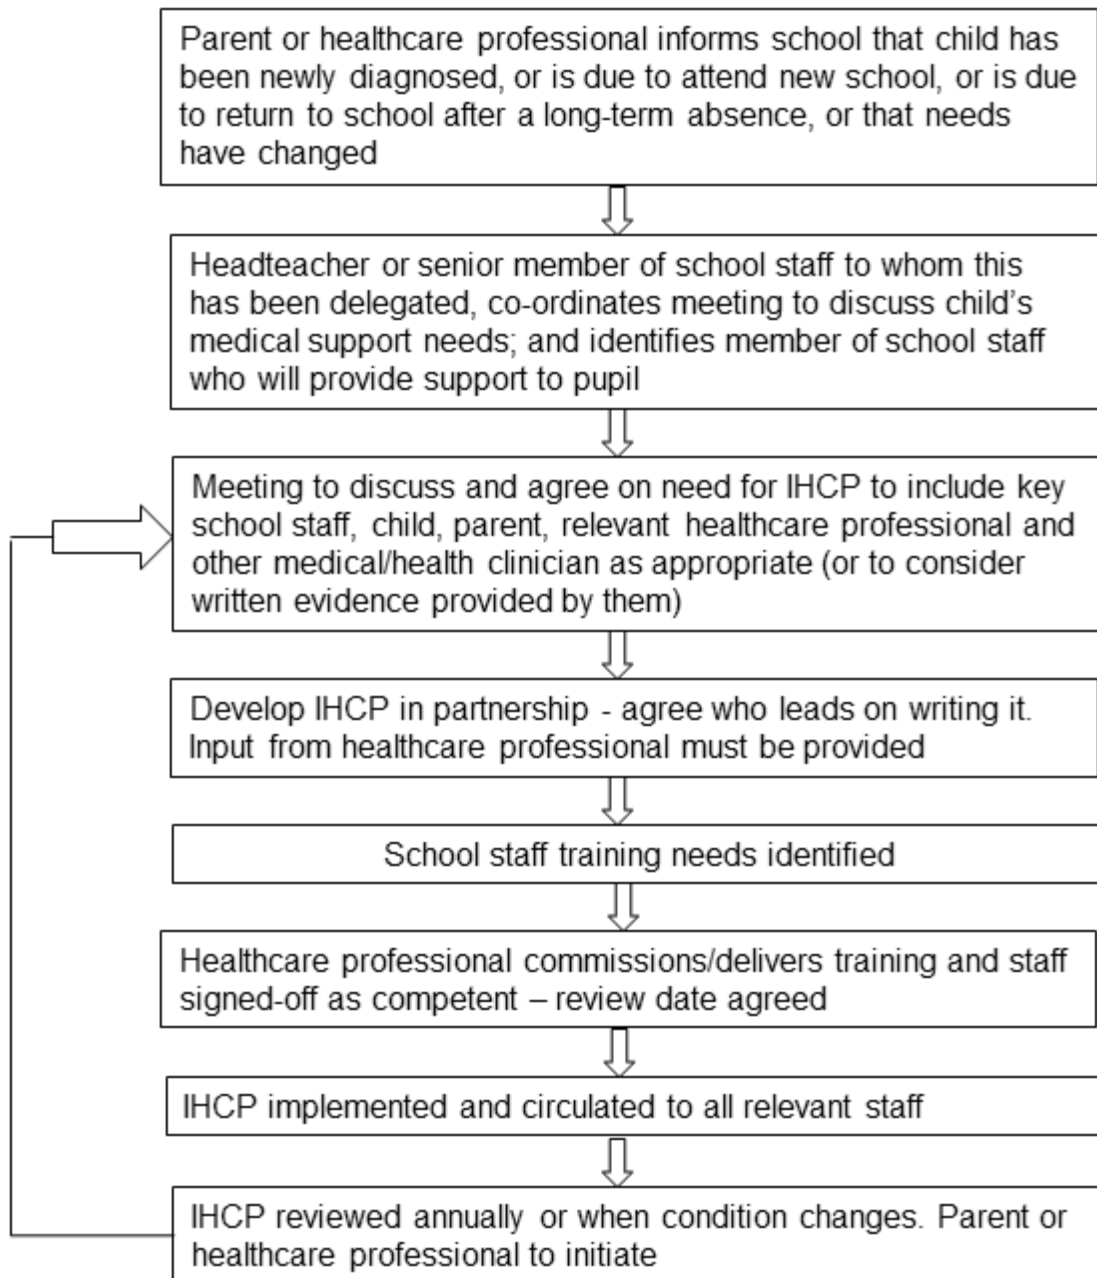 Parent or healthcare professional informs school that child has
been newly diagnosed, or is due to attend new school, or is due
to return to school after a long-term absence, or that needs
have changed
Headteacher or senior member of school staff to whom this
has been delegated, co-ordinates meeting to discuss child’s
medical support needs; and identifies member of school staff
who will provide support to pupil
Meeting to discuss and agree on need for IHCP to include key
school staff, child, parent, relevant healthcare professional and
other medical/health clinician as appropriate (or to consider
written evidence provided by them)
Develop IHCP in partnership - agree who leads on writing it.
Input from healthcare professional must be provided
School staff training needs identified
Healthcare professional commissions/delivers training and staff
signed-off as competent – review date agreed
IHCP implemented and circulated to all relevant staff
IHCP reviewed annually or when condition changes. Parent or
healthcare professional to initiate